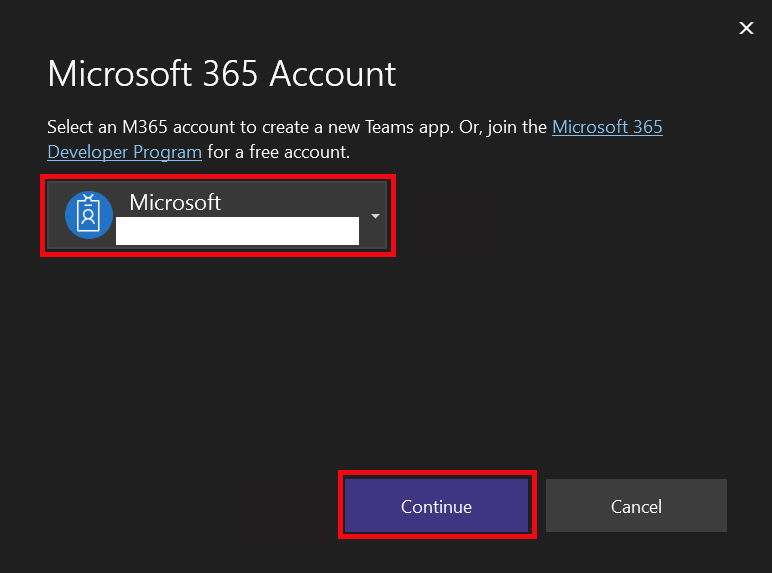 Microsoft 365 Account
Select an M365 account to create a new Teams app. Or, join the Microsoft 365
Developer Program for a free account.
Microsoft
Continue
Cancel